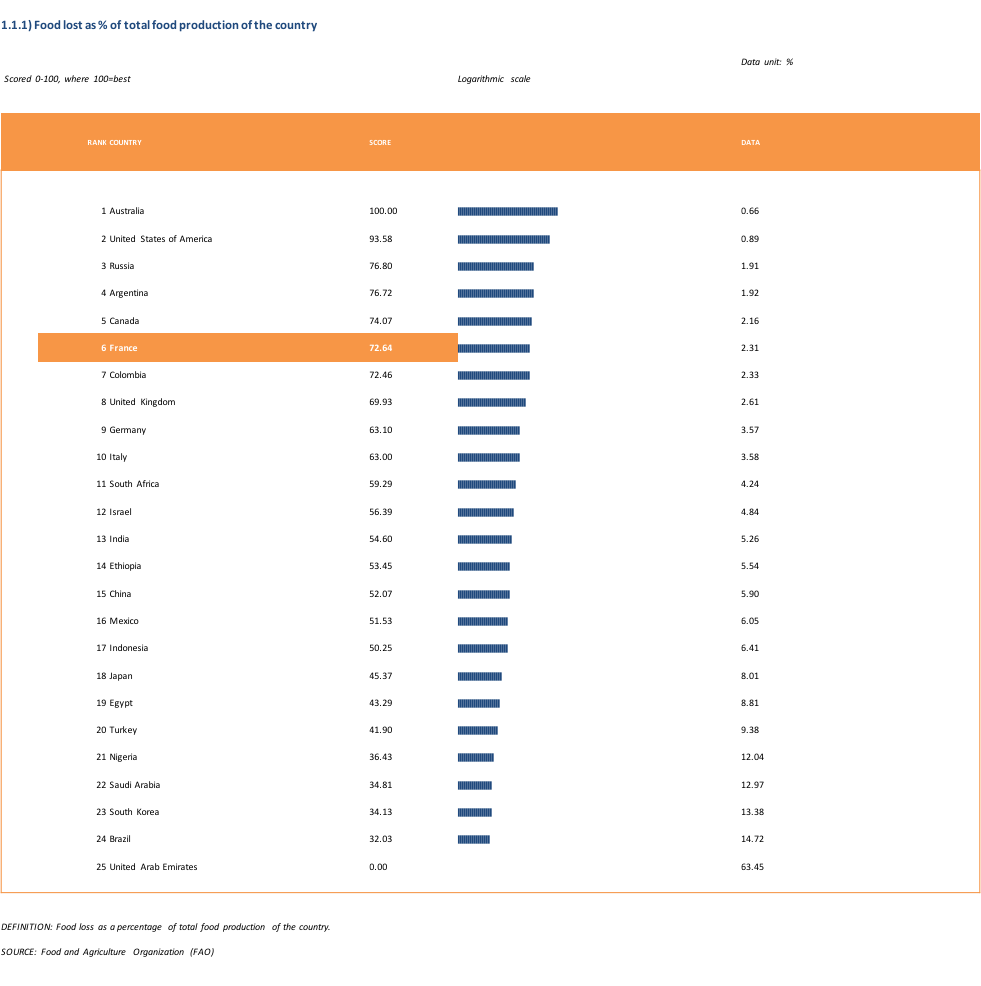 1.1.1) Food lost as % of total food production of the country
Data unit: %
Scored 0-100, where 100=best Logarithmic scale
RANK COUNTRY SCORE DATA
1 Australia 100.00 0.66
2 United States of America 93.58 0.89
3 Russia 76.80 1.91
4 Argentina 76.72 1.92
5 Canada 74.07 2.16
6 France 72.64 2.31
7 Colombia 72.46 2.33
8 United Kingdom 69.93 2.61
9 Germany 63.10 3.57
10 Italy 63.00 3.58
11 South Africa 59.29 4.24
12 Israel 56.39 4.84
13 India 54.60 5.26
14 Ethiopia 53.45 5.54
15 China 52.07 5.90
16 Mexico 51.53 6.05
17 Indonesia 50.25 6.41
18 Japan 45.37 8.01
19 Egypt 43.29 8.81
20 Turkey 41.90 9.38
21 Nigeria 36.43 12.04
22 Saudi Arabia 34.81 12.97
23 South Korea 34.13 13.38
24 Brazil 32.03 14.72
25 United Arab Emirates 0.00 63.45
DEFINITION: Food loss as a percentage of total food production of the country.
SOURCE: Food and Agriculture Organization (FAO)